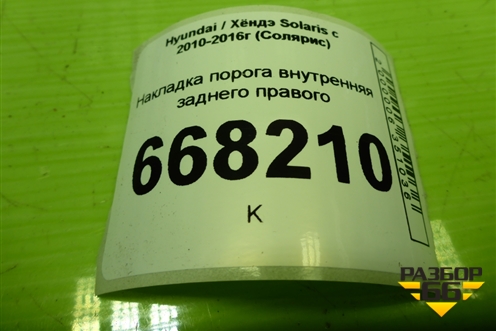 Hyundai / Хёндэ Solaris с
2010-2016г (Солярис)
Накладка порога внутренняя
заднего правого
668210
К
РАЗБОР
66